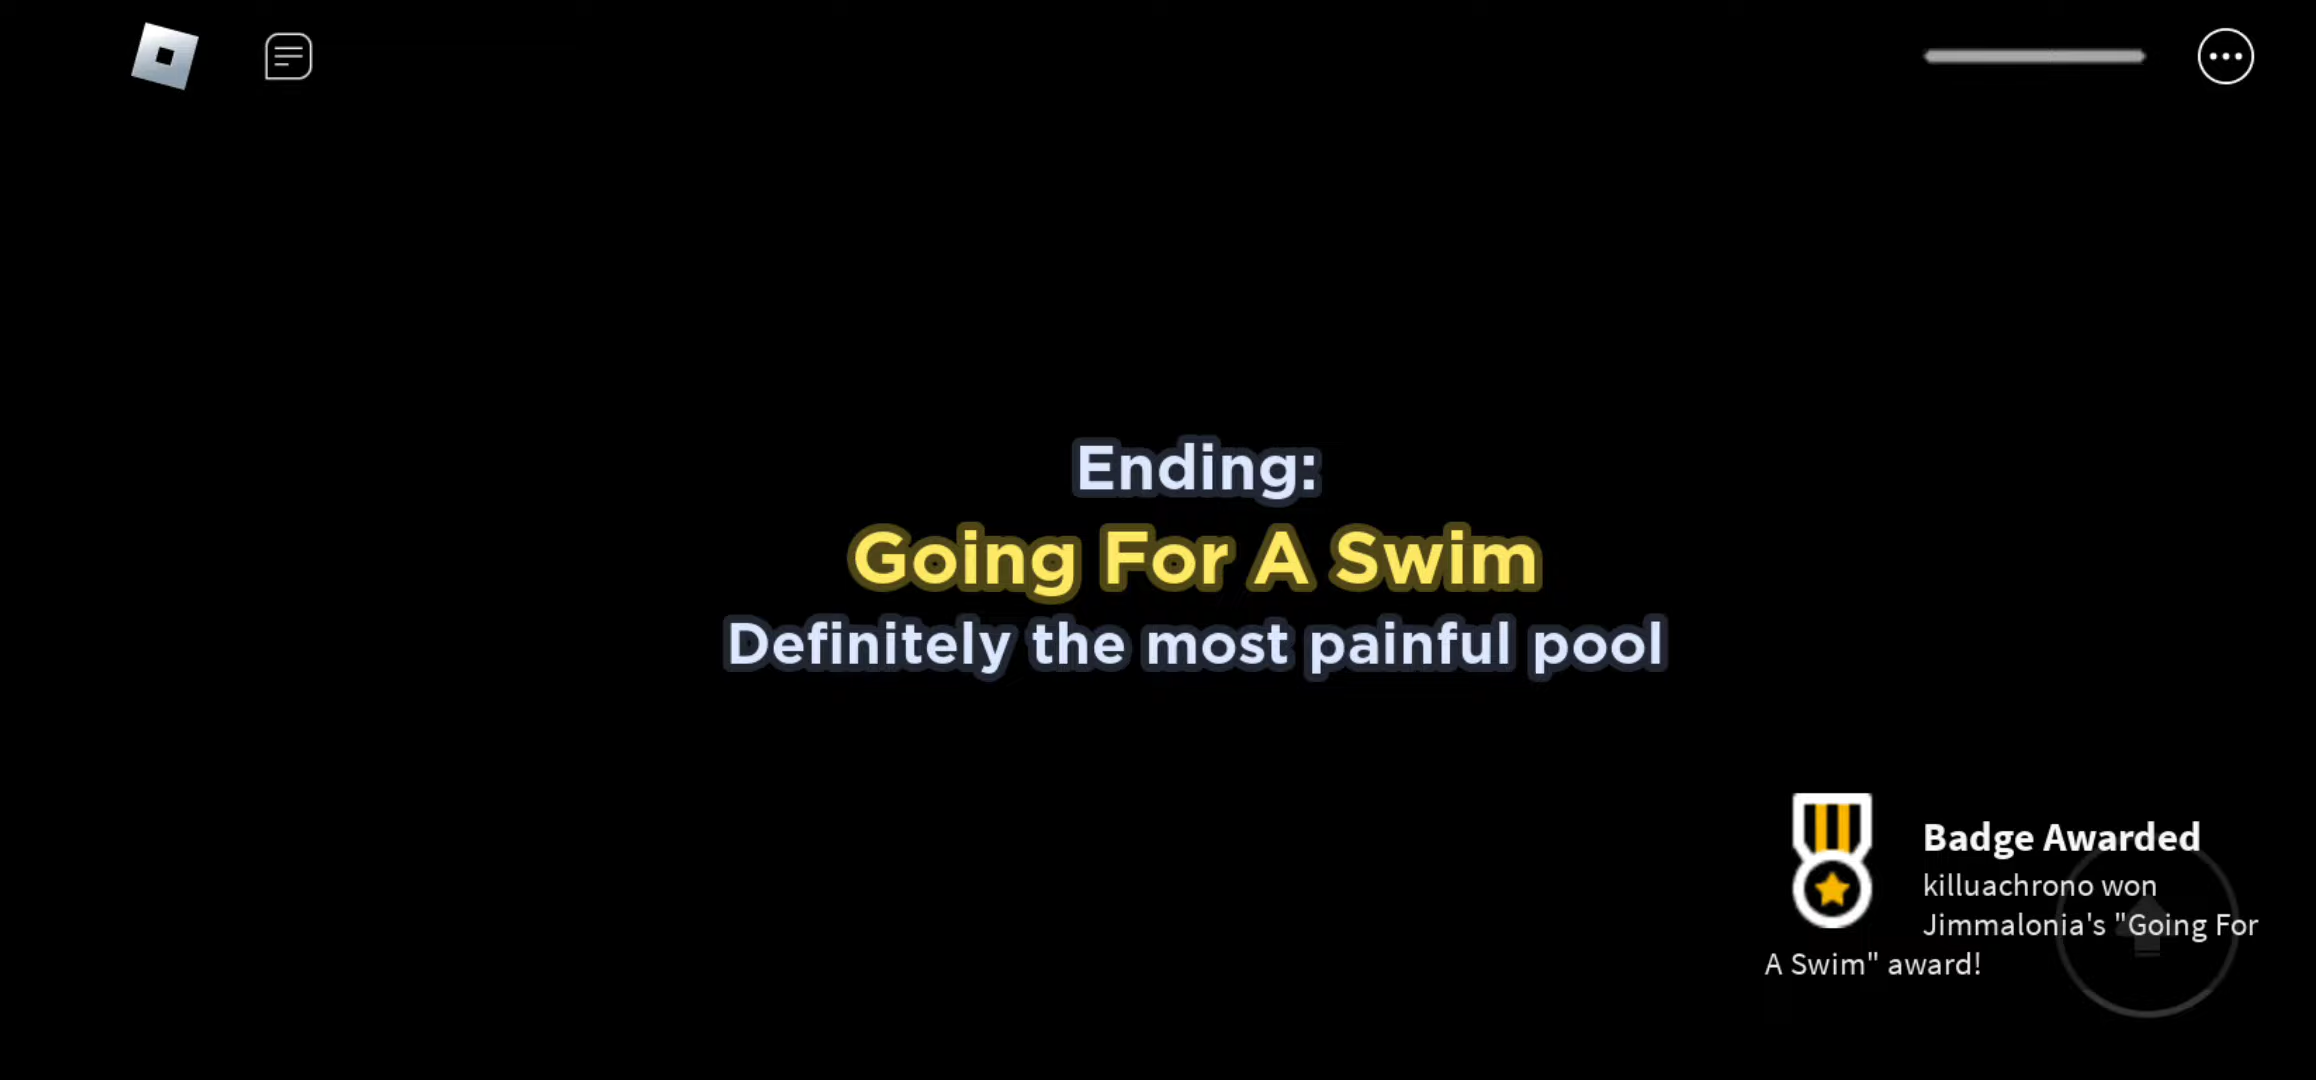 Ending:
Going For A Swim
Definitely the most painful pool
Badge Awarded
killuachrono won
Jimmalonia's "Going For
A Swim" award!